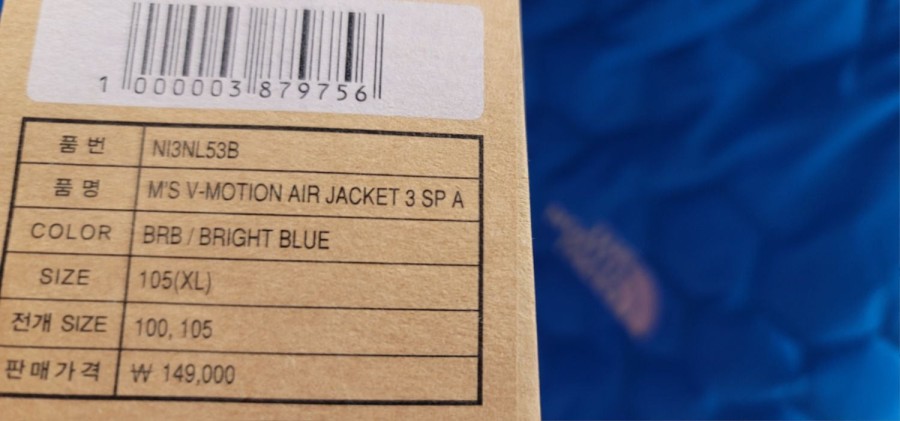 1 000003 879756
품번 NI3NL53B
품명 M'S V-MOTION AIR JACKET 3 SP A
COLOR BRB / BRIGHT BLUE
SIZE 105(XL)
전개 SIZE 100, 105
판매가격 ₩ 149,000